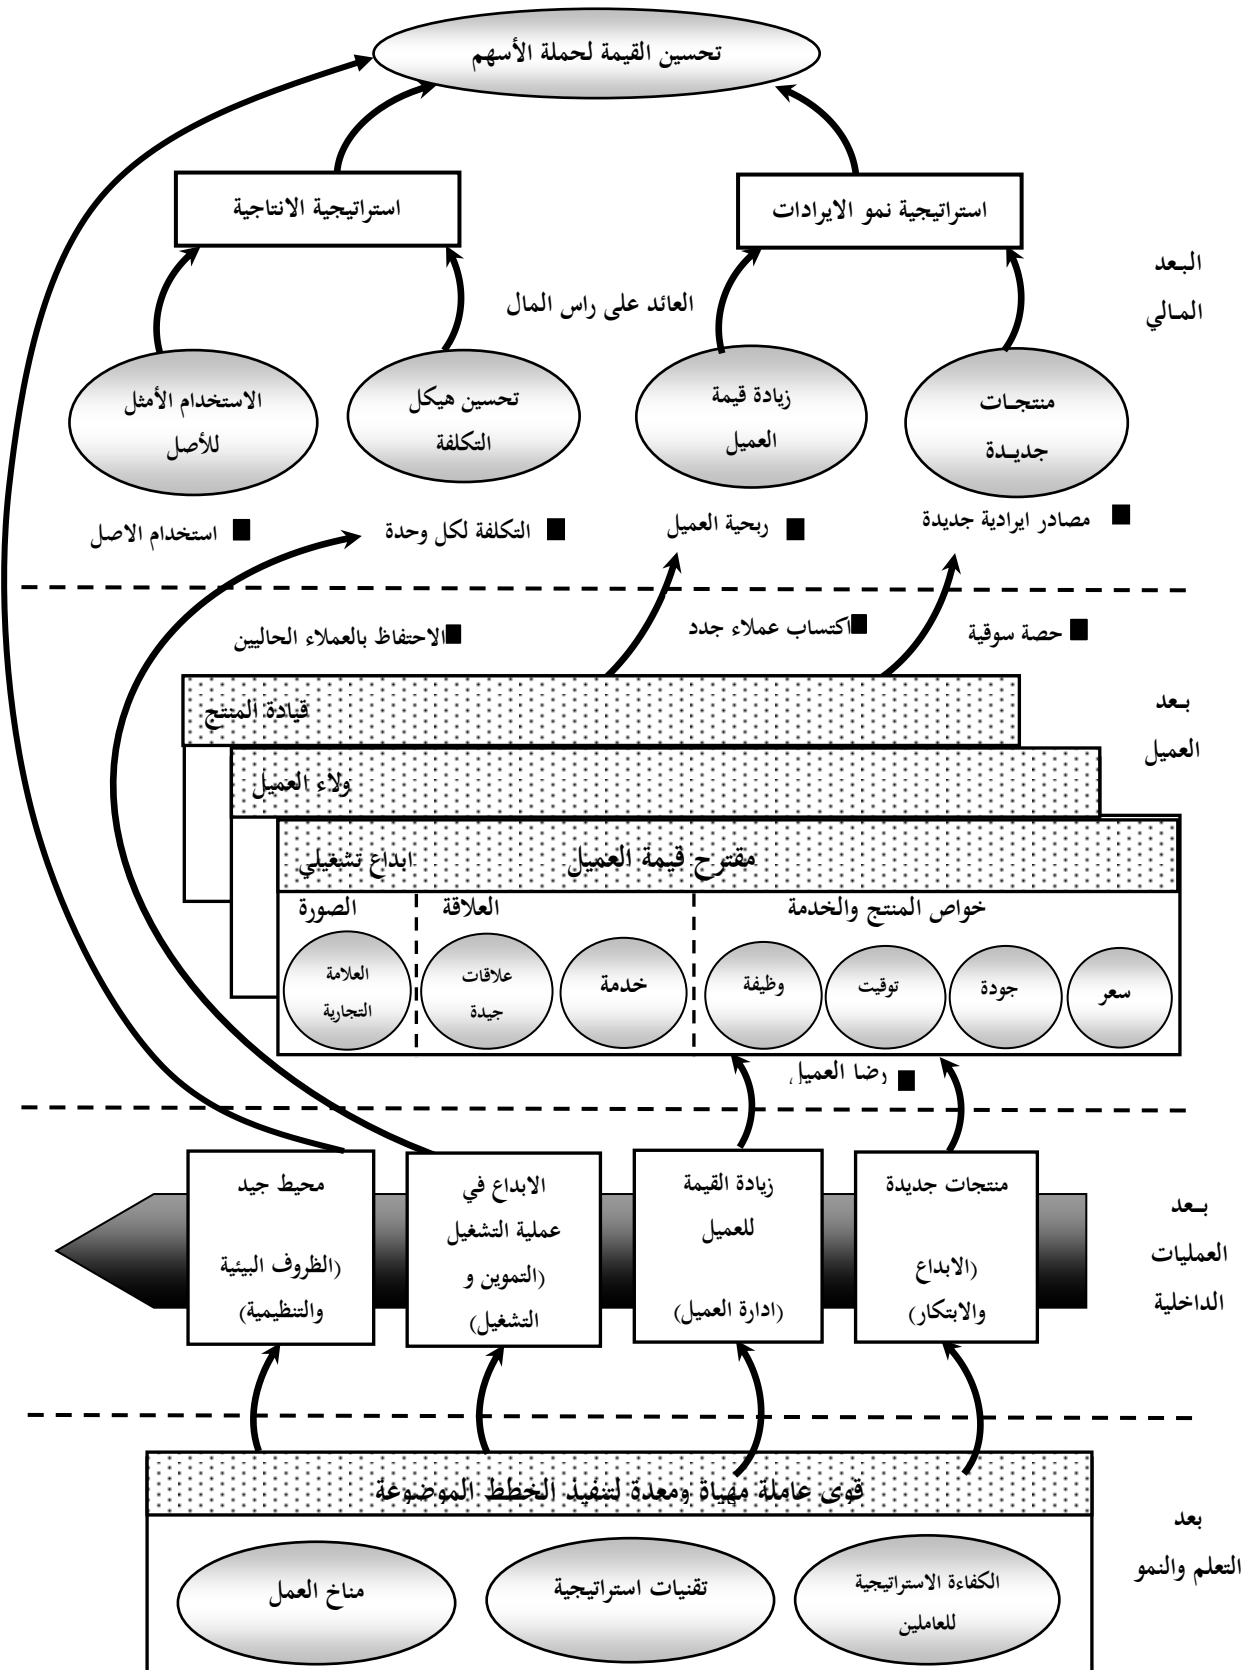 تحسين القيمة لحملة الأسهم
استراتيجية نمو الايرادات
استراتيجية الانتاجية
البعد
المالي
العائد على راس المال
منتجات
جديدة
زيادة قيمة
العميل
تحسين هيكل
التكلفة
الاستخدام الأمثل
للأصل
■ مصادر ايرادية جديدة
■ ربحية العميل
■ التكلفة لكل وحدة
■ استخدام الاصل
■ حصة سوقية
■اكتساب عملاء جدد
■الاحتفاظ بالعملاء الحاليين
بعد
العميل
قيادة المنتج
ولاء العميل
مقترح قيمة العميل
ابداع تشغيلي
خواص المنتج والخدمة
العلاقة
الصورة
سعر
جودة
توقيت
وظيفة
خدمة
علاقات
جيدة
العلامة
التجارية
■ رضا العميل
بعد
العمليات
الداخلية
منتجات جديدة
(الابداع
والابتكار)
زيادة القيمة
للعميل
(ادارة العميل)
الابداع في
عملية التشغيل
(التموين و
التشغيل)
محيط جيد
(الظروف البيئية
والتنظيمية)
بعد
التعلم والنمو
قوى عاملة مهياة ومعدة لتنفيذ الخطط الموضوعة
الكفاءة الاستراتيجية
للعاملين
تقنيات استراتيجية
مناخ العمل